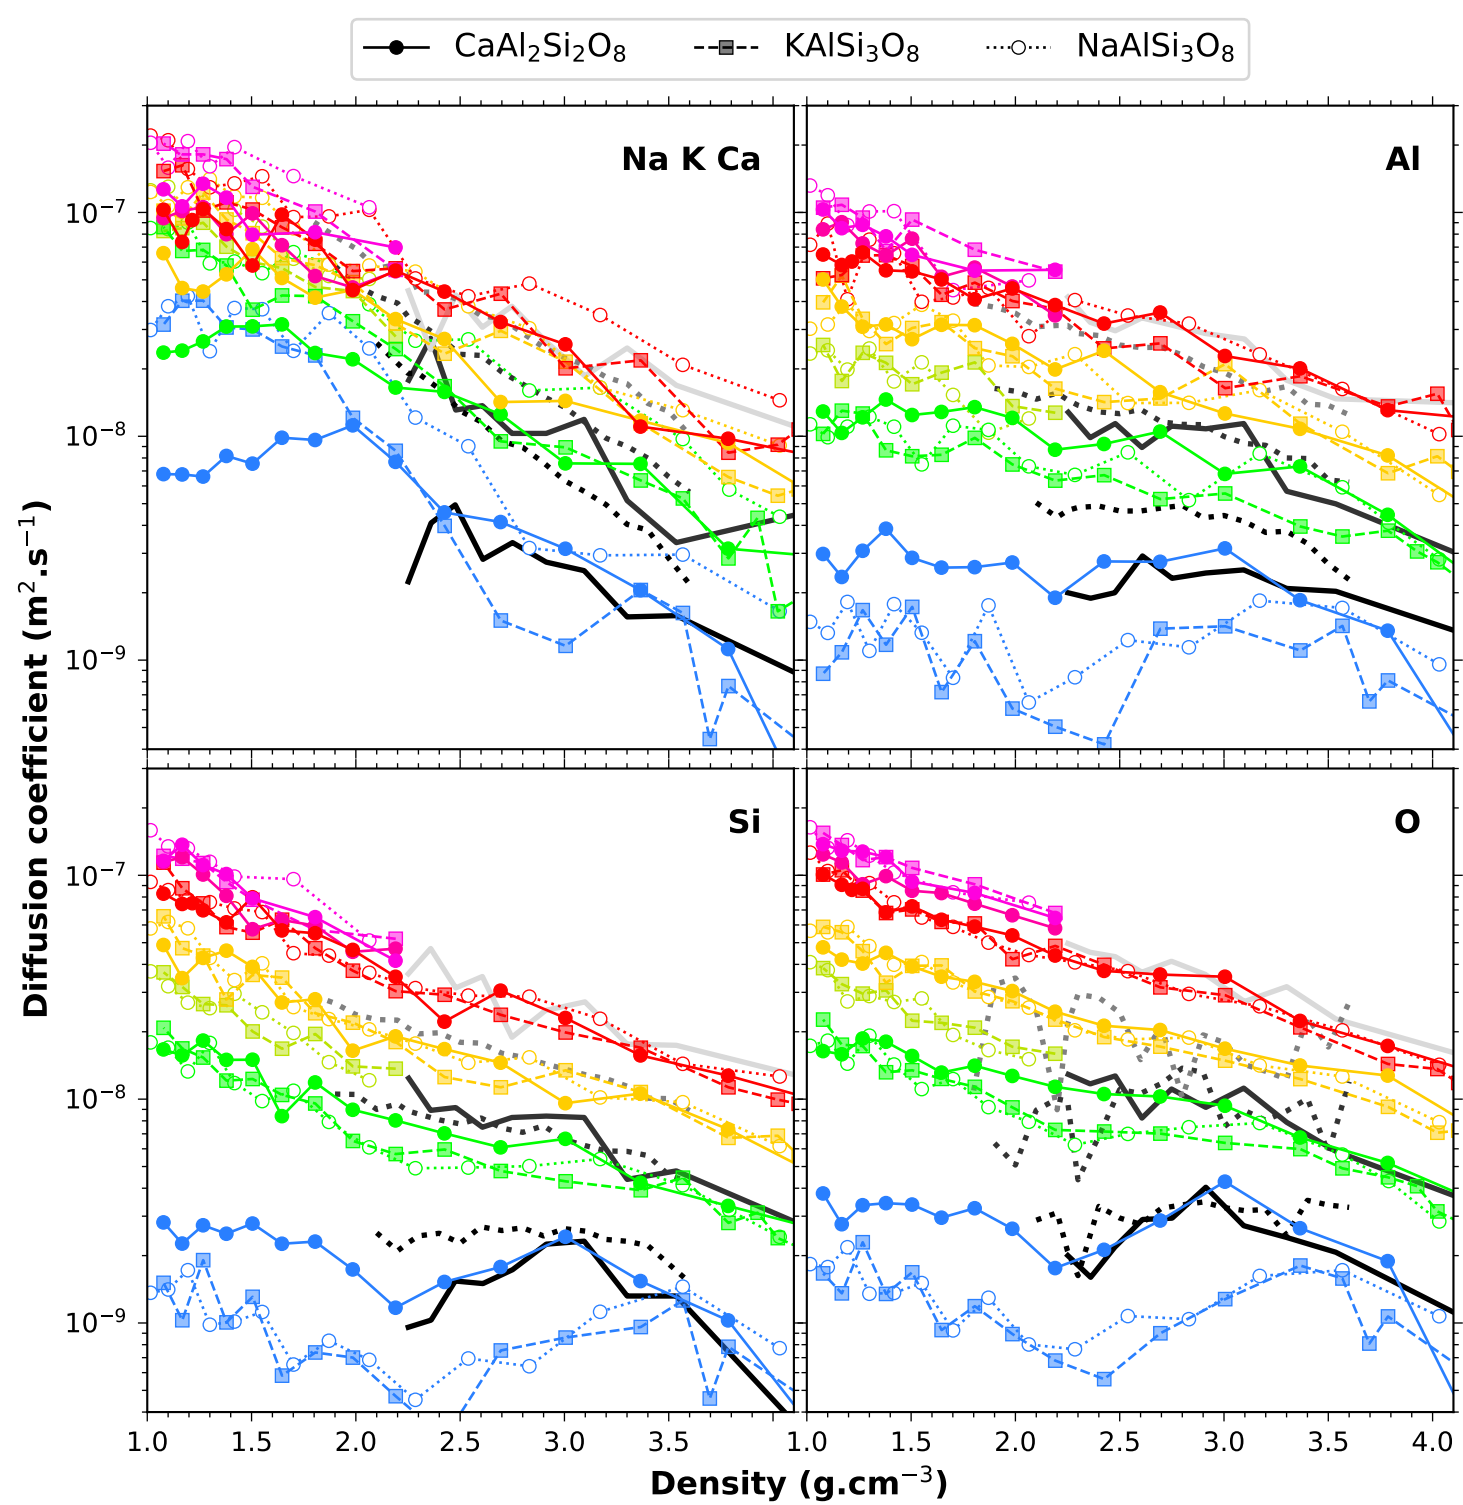 CaAl₂Si₂O₈ KAlSi₃O₈ NaAlSi₃O₈
Na K Ca
Al
10⁻⁷
10⁻⁸
10⁻⁹
Diffusion coefficient (m².s⁻¹)
Si
O
10⁻⁷
10⁻⁸
10⁻⁹
1.0 1.5 2.0 2.5 3.0 3.5 1.0 1.5 2.0 2.5 3.0 3.5 4.0
Density (g.cm⁻³)